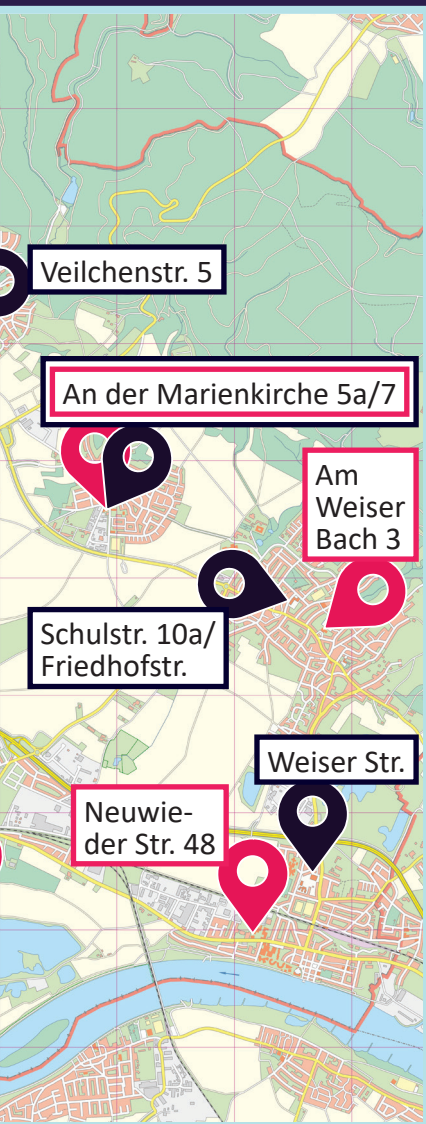 Veilchenstr. 5
An der Marienkirche 5a/7
Am
Weiser
Bach 3
Schulstr. 10a/
Friedhofstr.
Weiser Str.
Neuwie-
der Str. 48